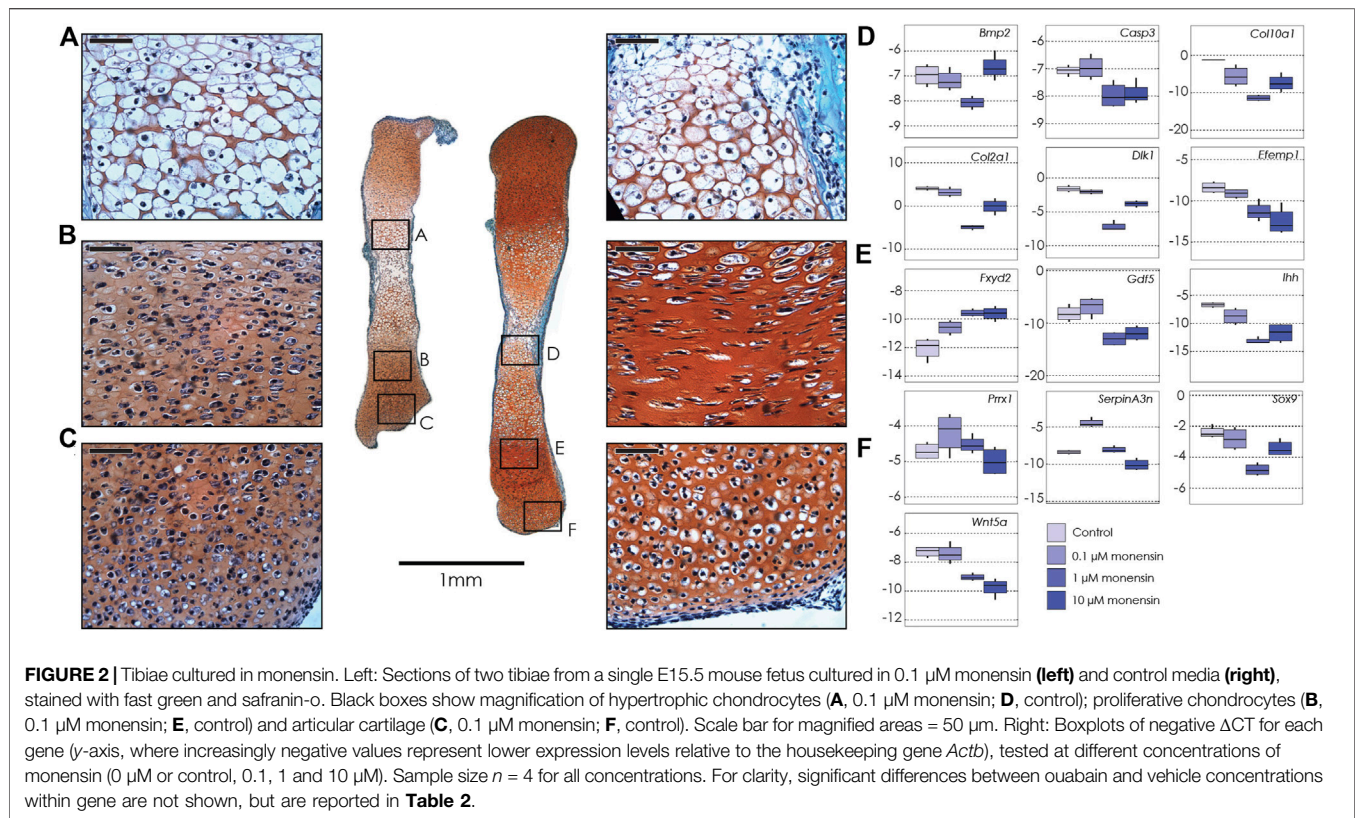 A
B
C
A
B
C
D
E
F
1mm
D
E
F
Bmp2
-6
-7
-8
-9
Casp3
-6
-7
-8
-9
Col10a1
0
-10
-20
Col2a1
10
0
-10
Dlk1
0
-5
-10
Efemp1
-5
-10
-15
Fxyd2
-8
-10
-12
-14
Gdf5
0
-10
-20
Ihh
-5
-10
-15
Prrx1
-4
-5
-6
SerpinA3n
0
-5
-10
-15
Sox9
0
-2
-4
-6
Wnt5a
-6
-8
-10
-12
Control
0.1 µM monensin
1 µM monensin
10 µM monensin
FIGURE 2 | Tibiae cultured in monensin. Left: Sections of two tibiae from a single E15.5 mouse fetus cultured in 0.1 µM monensin (left) and control media (right),
stained with fast green and safranin-o. Black boxes show magnification of hypertrophic chondrocytes (A, 0.1 µM monensin; D, control); proliferative chondrocytes (B,
0.1 µM monensin; E, control) and articular cartilage (C, 0.1 µM monensin; F, control). Scale bar for magnified areas = 50 µm. Right: Boxplots of negative ΔCT for each
gene (y-axis, where increasingly negative values represent lower expression levels relative to the housekeeping gene Actb), tested at different concentrations of
monensin (0 µM or control, 0.1, 1 and 10 µM). Sample size n = 4 for all concentrations. For clarity, significant differences between ouabain and vehicle concentrations
within gene are not shown, but are reported in Table 2.